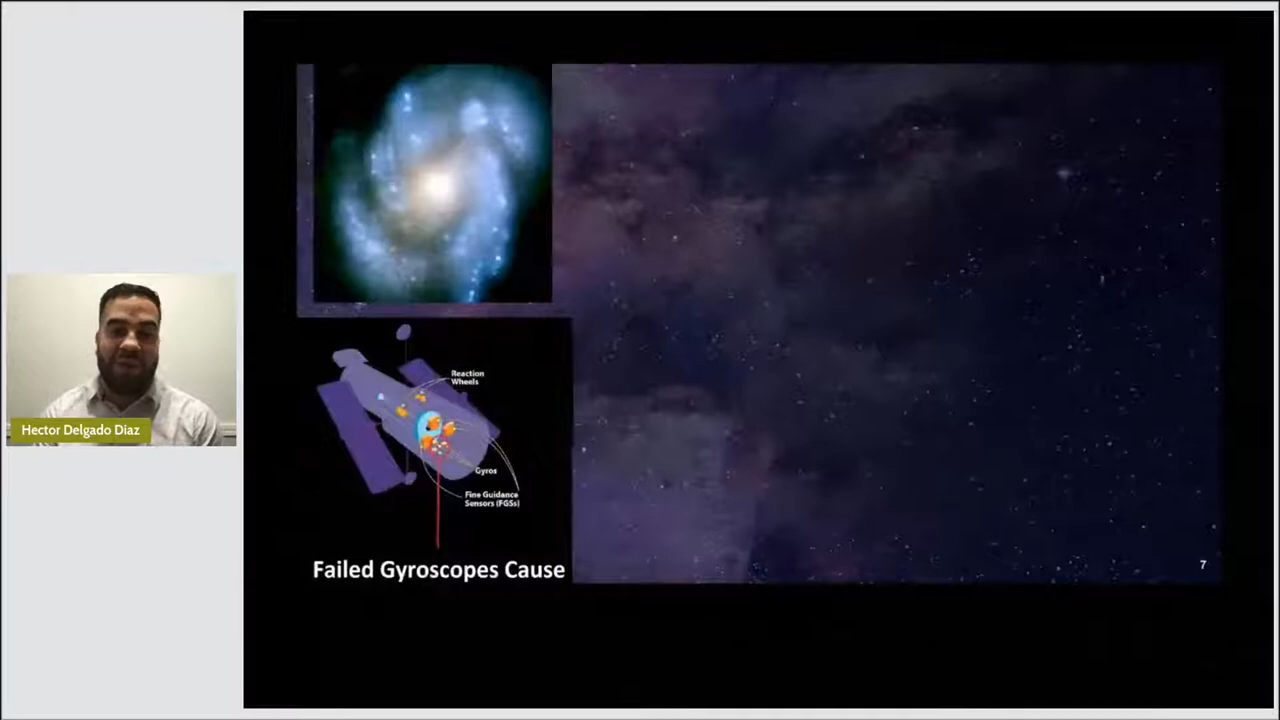 Hector Delgado Diaz
Reaction
Wheels
Gyros
Fine Guidance
Sensors (FGSs)
Failed Gyroscopes Cause
7